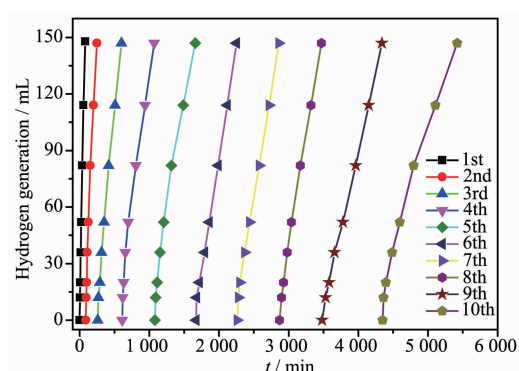 Hydrogen generation / mL
150
120
90
60
30
0
1st
2nd
3rd
4th
5th
6th
7th
8th
9th
10th
0 1 000 2 000 3 000 4 000 5 000 6 000
t / min